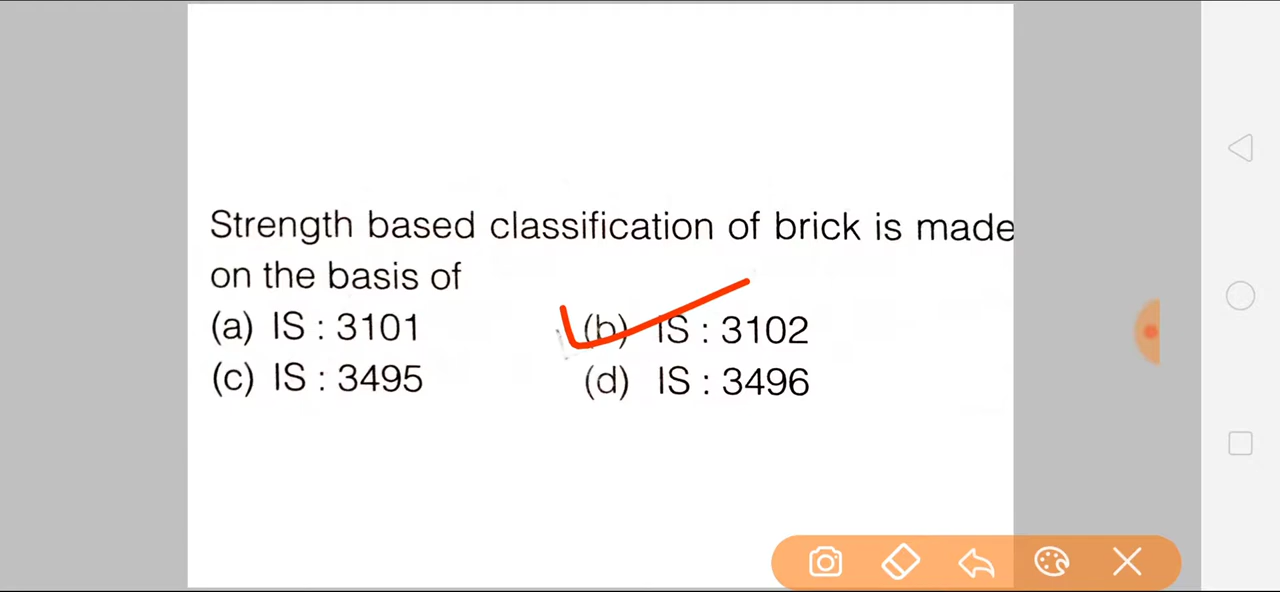 Strength based classification of brick is made
on the basis of
(a) IS : 3101 (b) IS : 3102
(c) IS : 3495 (d) IS : 3496